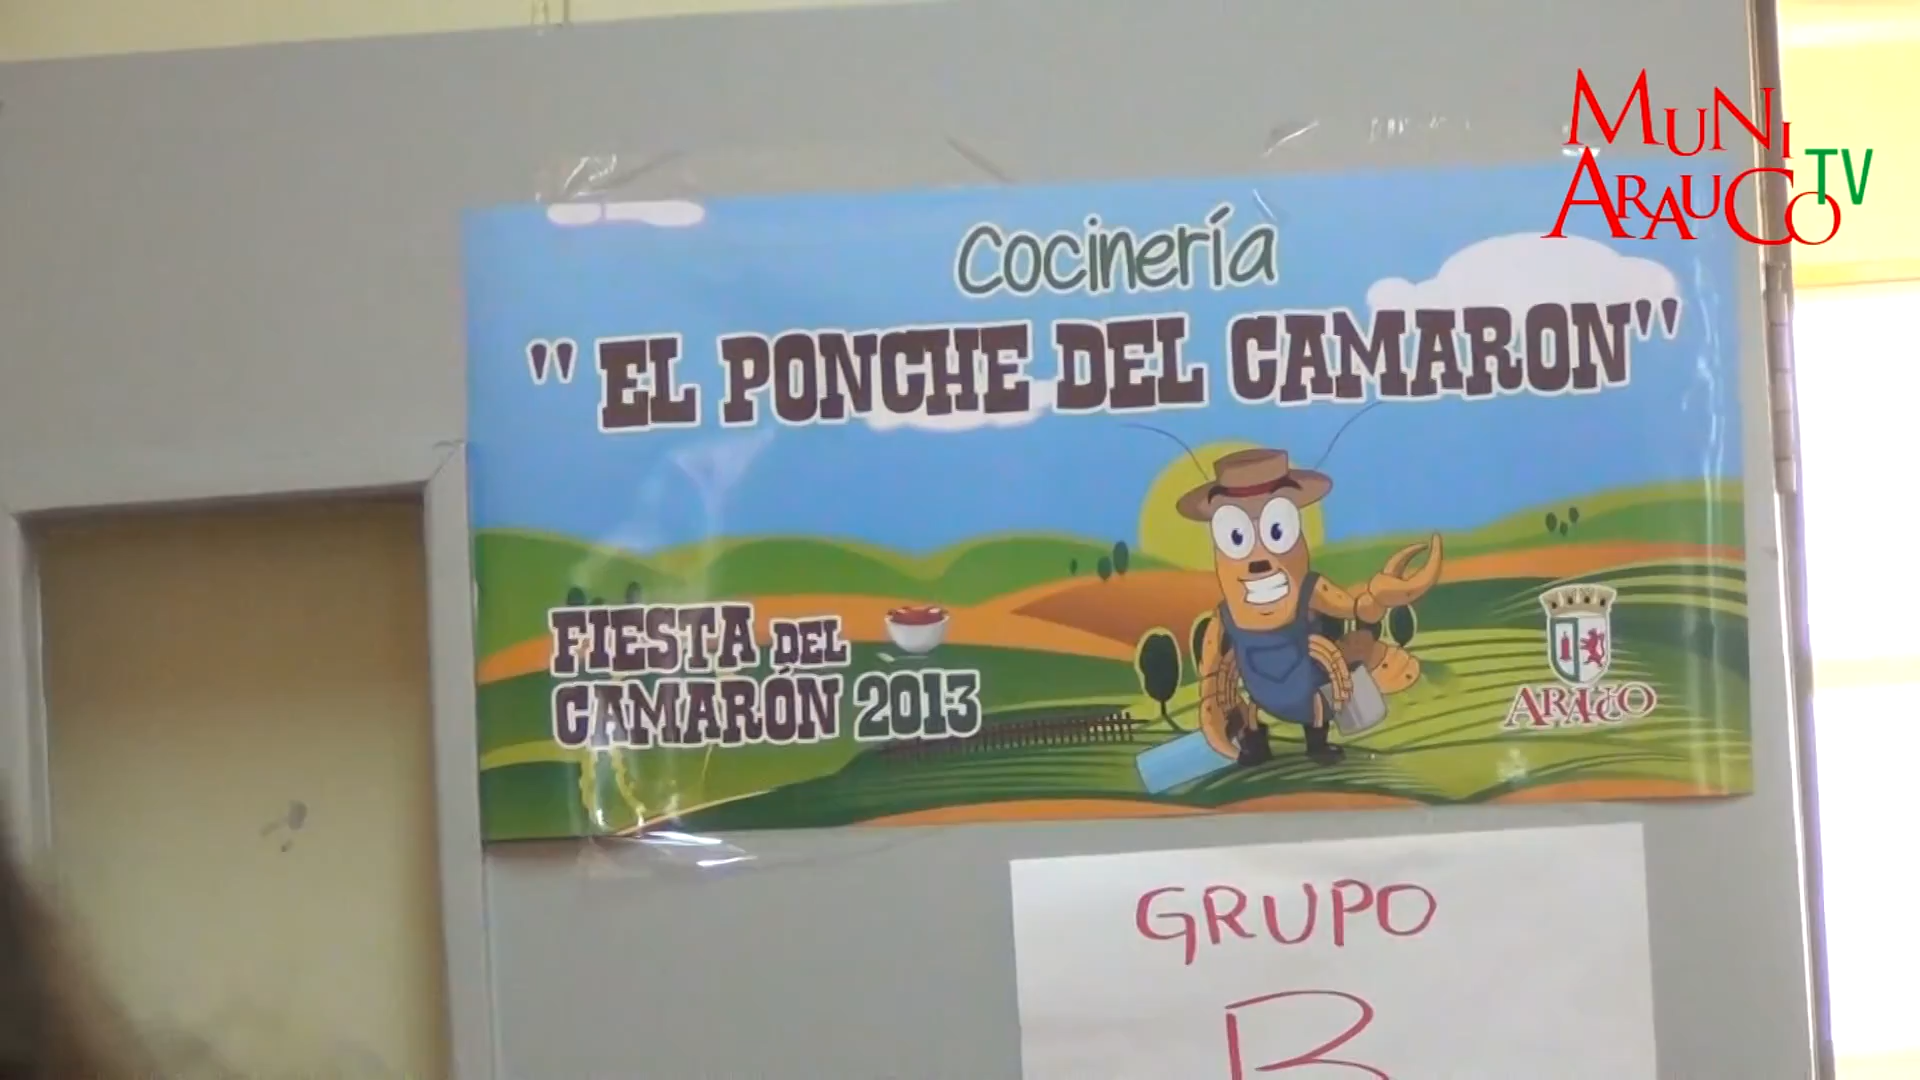 MUNI
ARAUCO TV
Cocinería
"EL PONCHE DEL CAMARON"
FIESTA DEL
CAMARÓN 2013
ARAUCO
GRUPO
B